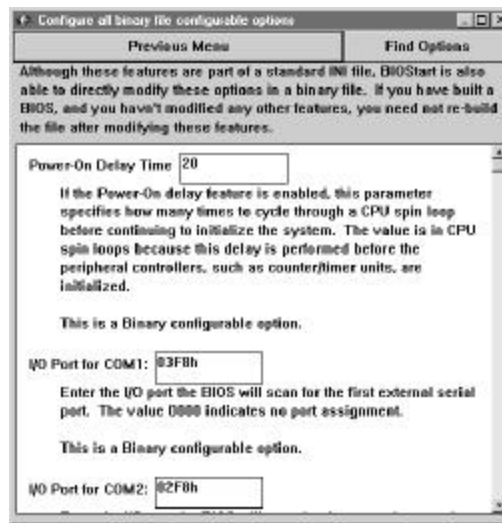 Configure all binary file configurable options
Previous Menu
Find Options
Although these features are part of a standard INI file, BIOStart is also
able to directly modify these options in a binary file. If you have built a
BIOS, and you havn't modified any other features, you need not re-build
the file after modifying these features.
Power-On Delay Time 20
If the Power-On delay feature is enabled, this parameter
specifies how many times to cycle through a CPU spin loop
before continuing to initialize the system. The value is in CPU
spin loops because this delay is performed before the
peripheral controllers, such as counter/timer units, are
initialized.
This is a Binary configurable option.
I/O Port for COM1: 03F8h
Enter the I/O port the BIOS will scan for the first external serial
port. The value 0000 indicates no port assignment.
This is a Binary configurable option.
I/O Port for COM2: 02F8h